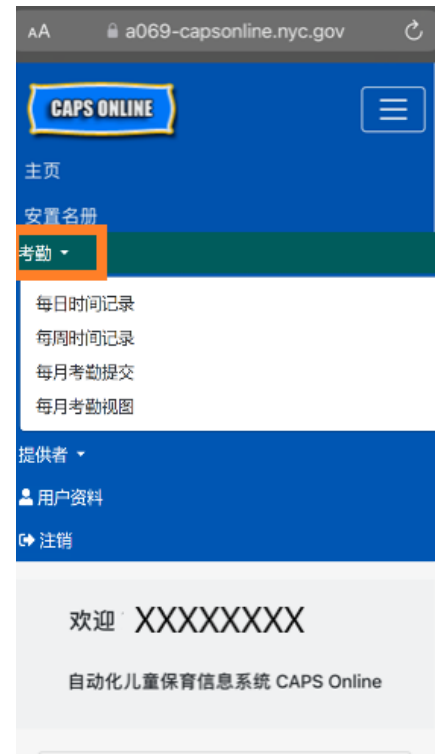 AA a069-capsonline.nyc.gov
CAPS ONLINE
主页
安置名册
考勤
每日时间记录
每周时间记录
每月考勤提交
每月考勤视图
提供者
用户资料
注销
欢迎 XXXXXXXX
自动化儿童保育信息系统 CAPS Online